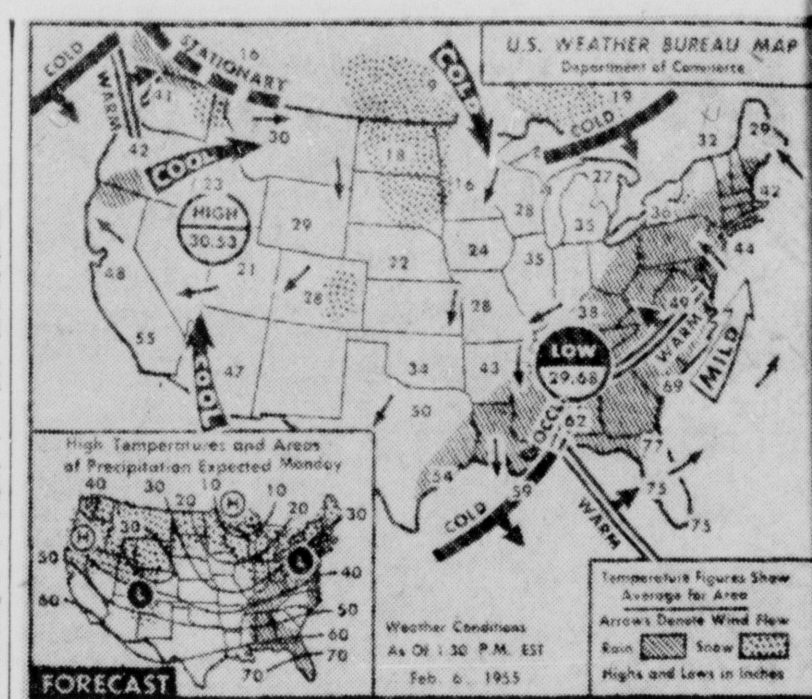 U.S. WEATHER BUREAU MAP
Department of Commerce
COLD
WARM
STATIONARY
16
41
42
COOL
30
COLD
9
19
COLD
32
29
18
16
27
42
23
HIGH
30.53
29
28
35
36
44
48
21
22
24
35
28
28
38
49
WARM
MILD
55
47
COOL
34
43
LOW
29.68
69
50
OCCL
62
77
54
59
COLD
WARM
75
75
High Temperatures and Areas
of Precipitation Expected Monday
40
30
20
10
H
10
20
30
H
30
50
L
L
40
60
50
60
70
70
FORECAST
Weather Conditions
As Of 1:30 P.M. EST
Feb. 6, 1955
Temperature Figures Show
Average for Area
Arrows Denote Wind Flow
Rain Snow
Highs and Lows in Inches